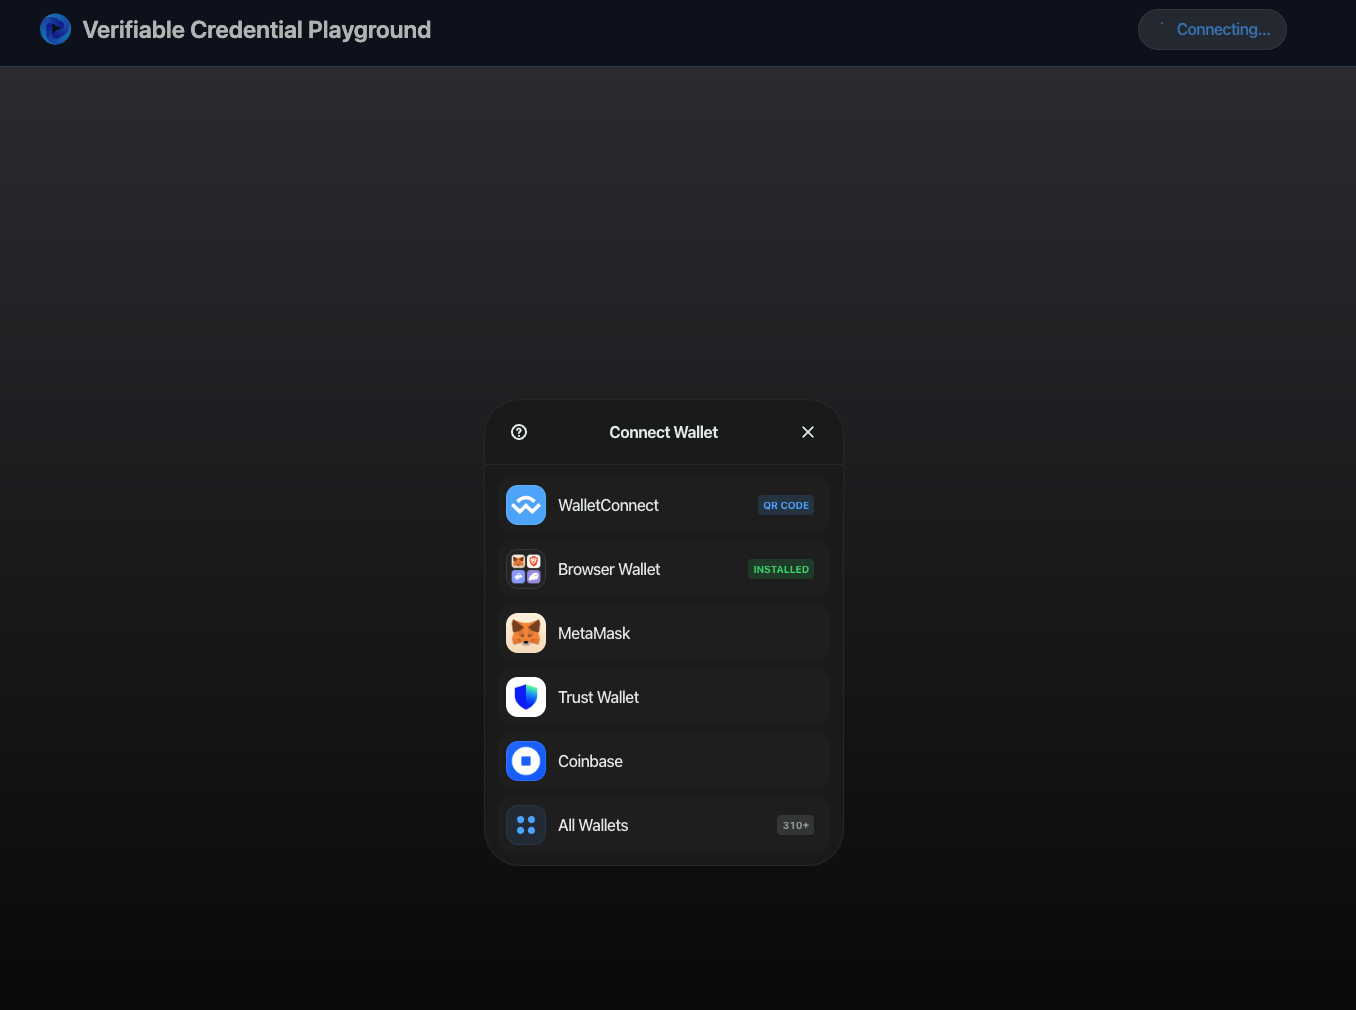 Verifiable Credential Playground
Connecting...
Connect Wallet
WalletConnect
QR CODE
Browser Wallet
INSTALLED
MetaMask
Trust Wallet
Coinbase
All Wallets
310+